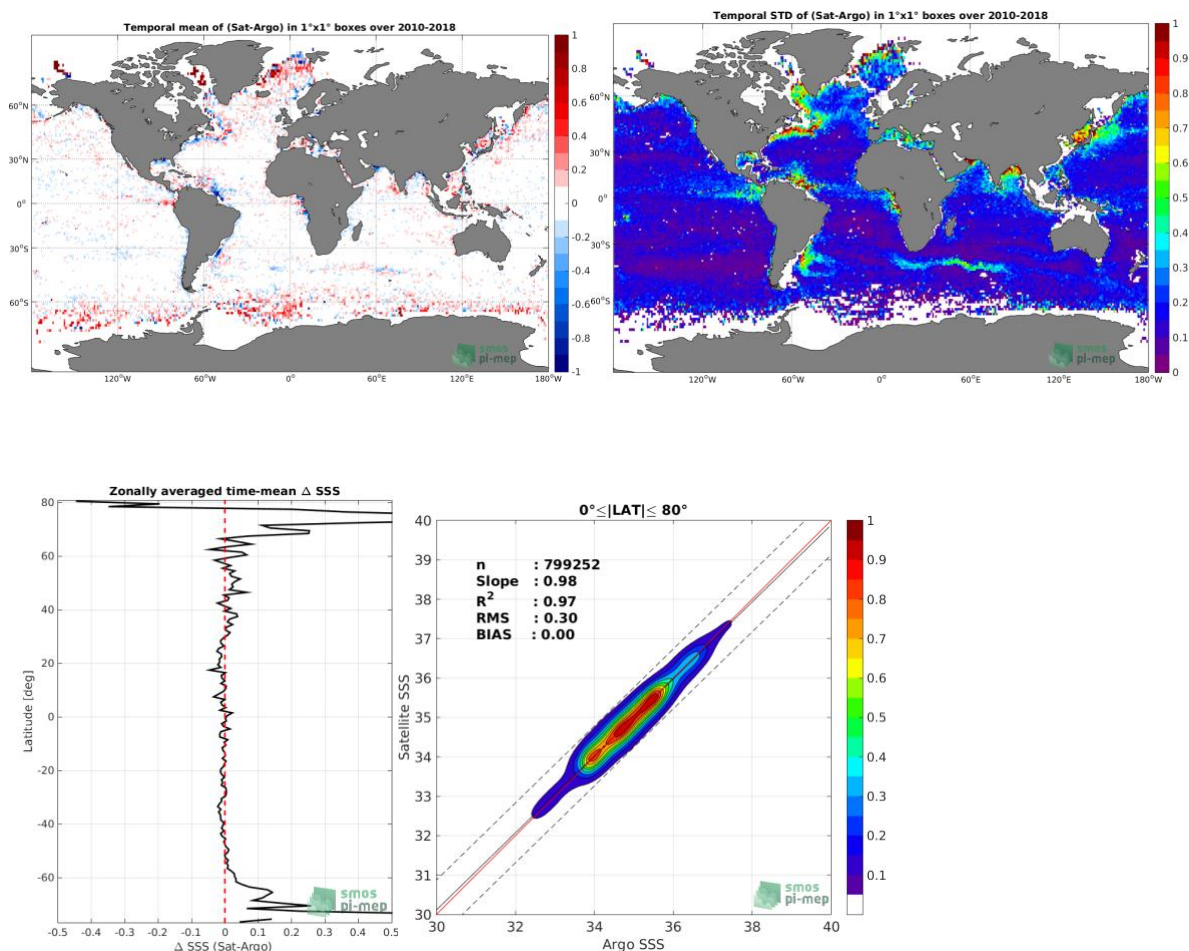 Temporal mean of (Sat-Argo) in 1°x1° boxes over 2010-2018
60°N
30°N
0°
30°S
60°S
120°W
60°W
0°
60°E
120°E
180°W
1
0.8
0.6
0.4
0.2
0
-0.2
-0.4
-0.6
-0.8
-1
smos
pi-mep
Temporal STD of (Sat-Argo) in 1°x1° boxes over 2010-2018
60°N
30°N
0°
30°S
60°S
120°W
60°W
0°
60°E
120°E
180°W
1
0.9
0.8
0.7
0.6
0.5
0.4
0.3
0.2
0.1
0
smos
pi-mep
Zonally averaged time-mean Δ SSS
Latitude [deg]
80
60
40
20
0
-20
-40
-60
-0.5
-0.4
-0.3
-0.2
-0.1
0
0.1
0.2
0.3
0.4
0.5
Δ SSS (Sat-Argo)
smos
pi-mep
0°≤|LAT|≤ 80°
n : 799252
Slope : 0.98
R² : 0.97
RMS : 0.30
BIAS : 0.00
Satellite SSS
40
39
38
37
36
35
34
33
32
31
30
30
32
34
36
38
40
Argo SSS
1
0.9
0.8
0.7
0.6
0.5
0.4
0.3
0.2
0.1
smos
pi-mep